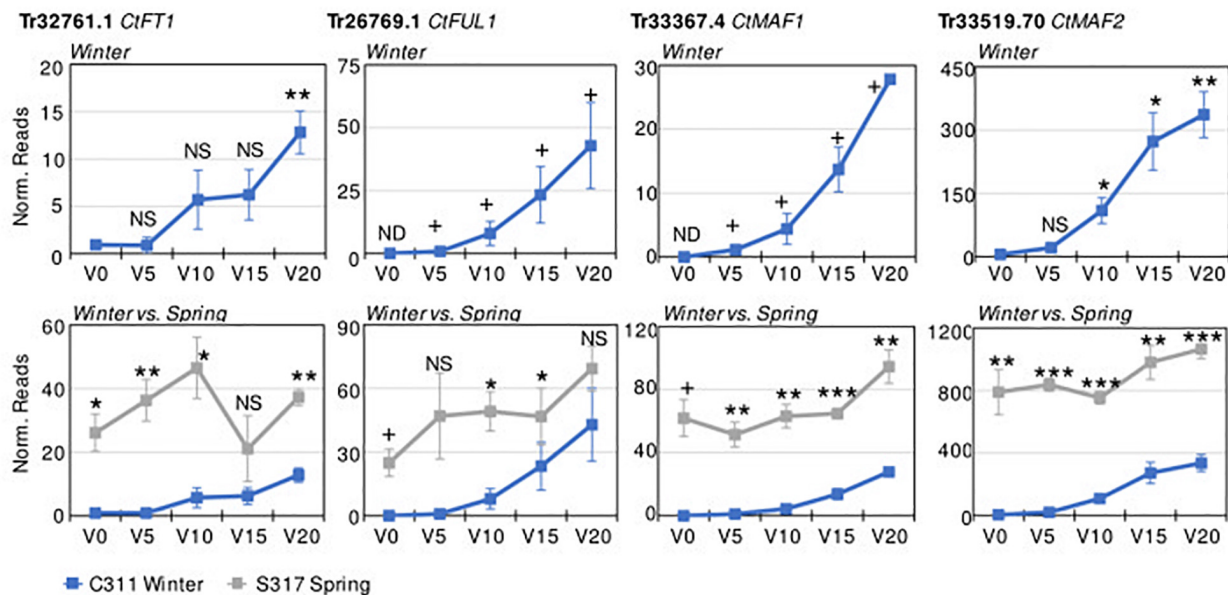 Tr32761.1 CtFT1 Tr26769.1 CtFUL1 Tr33367.4 CtMAF1 Tr33519.70 CtMAF2
Winter Winter Winter Winter
Norm. Reads
20
15
10
5
0
NS NS NS **
V0 V5 V10 V15 V20
75
50
25
0
ND + + + +
V0 V5 V10 V15 V20
30
20
10
0
ND + + + +
V0 V5 V10 V15 V20
450
300
150
0
NS * * **
V0 V5 V10 V15 V20
Winter vs. Spring Winter vs. Spring Winter vs. Spring Winter vs. Spring
Norm. Reads
60
40
20
0
* ** * NS **
V0 V5 V10 V15 V20
90
60
30
0
+ NS * * NS
V0 V5 V10 V15 V20
120
80
40
0
+ ** ** *** **
V0 V5 V10 V15 V20
1200
800
400
0
** *** *** ** ***
V0 V5 V10 V15 V20
C311 Winter S317 Spring